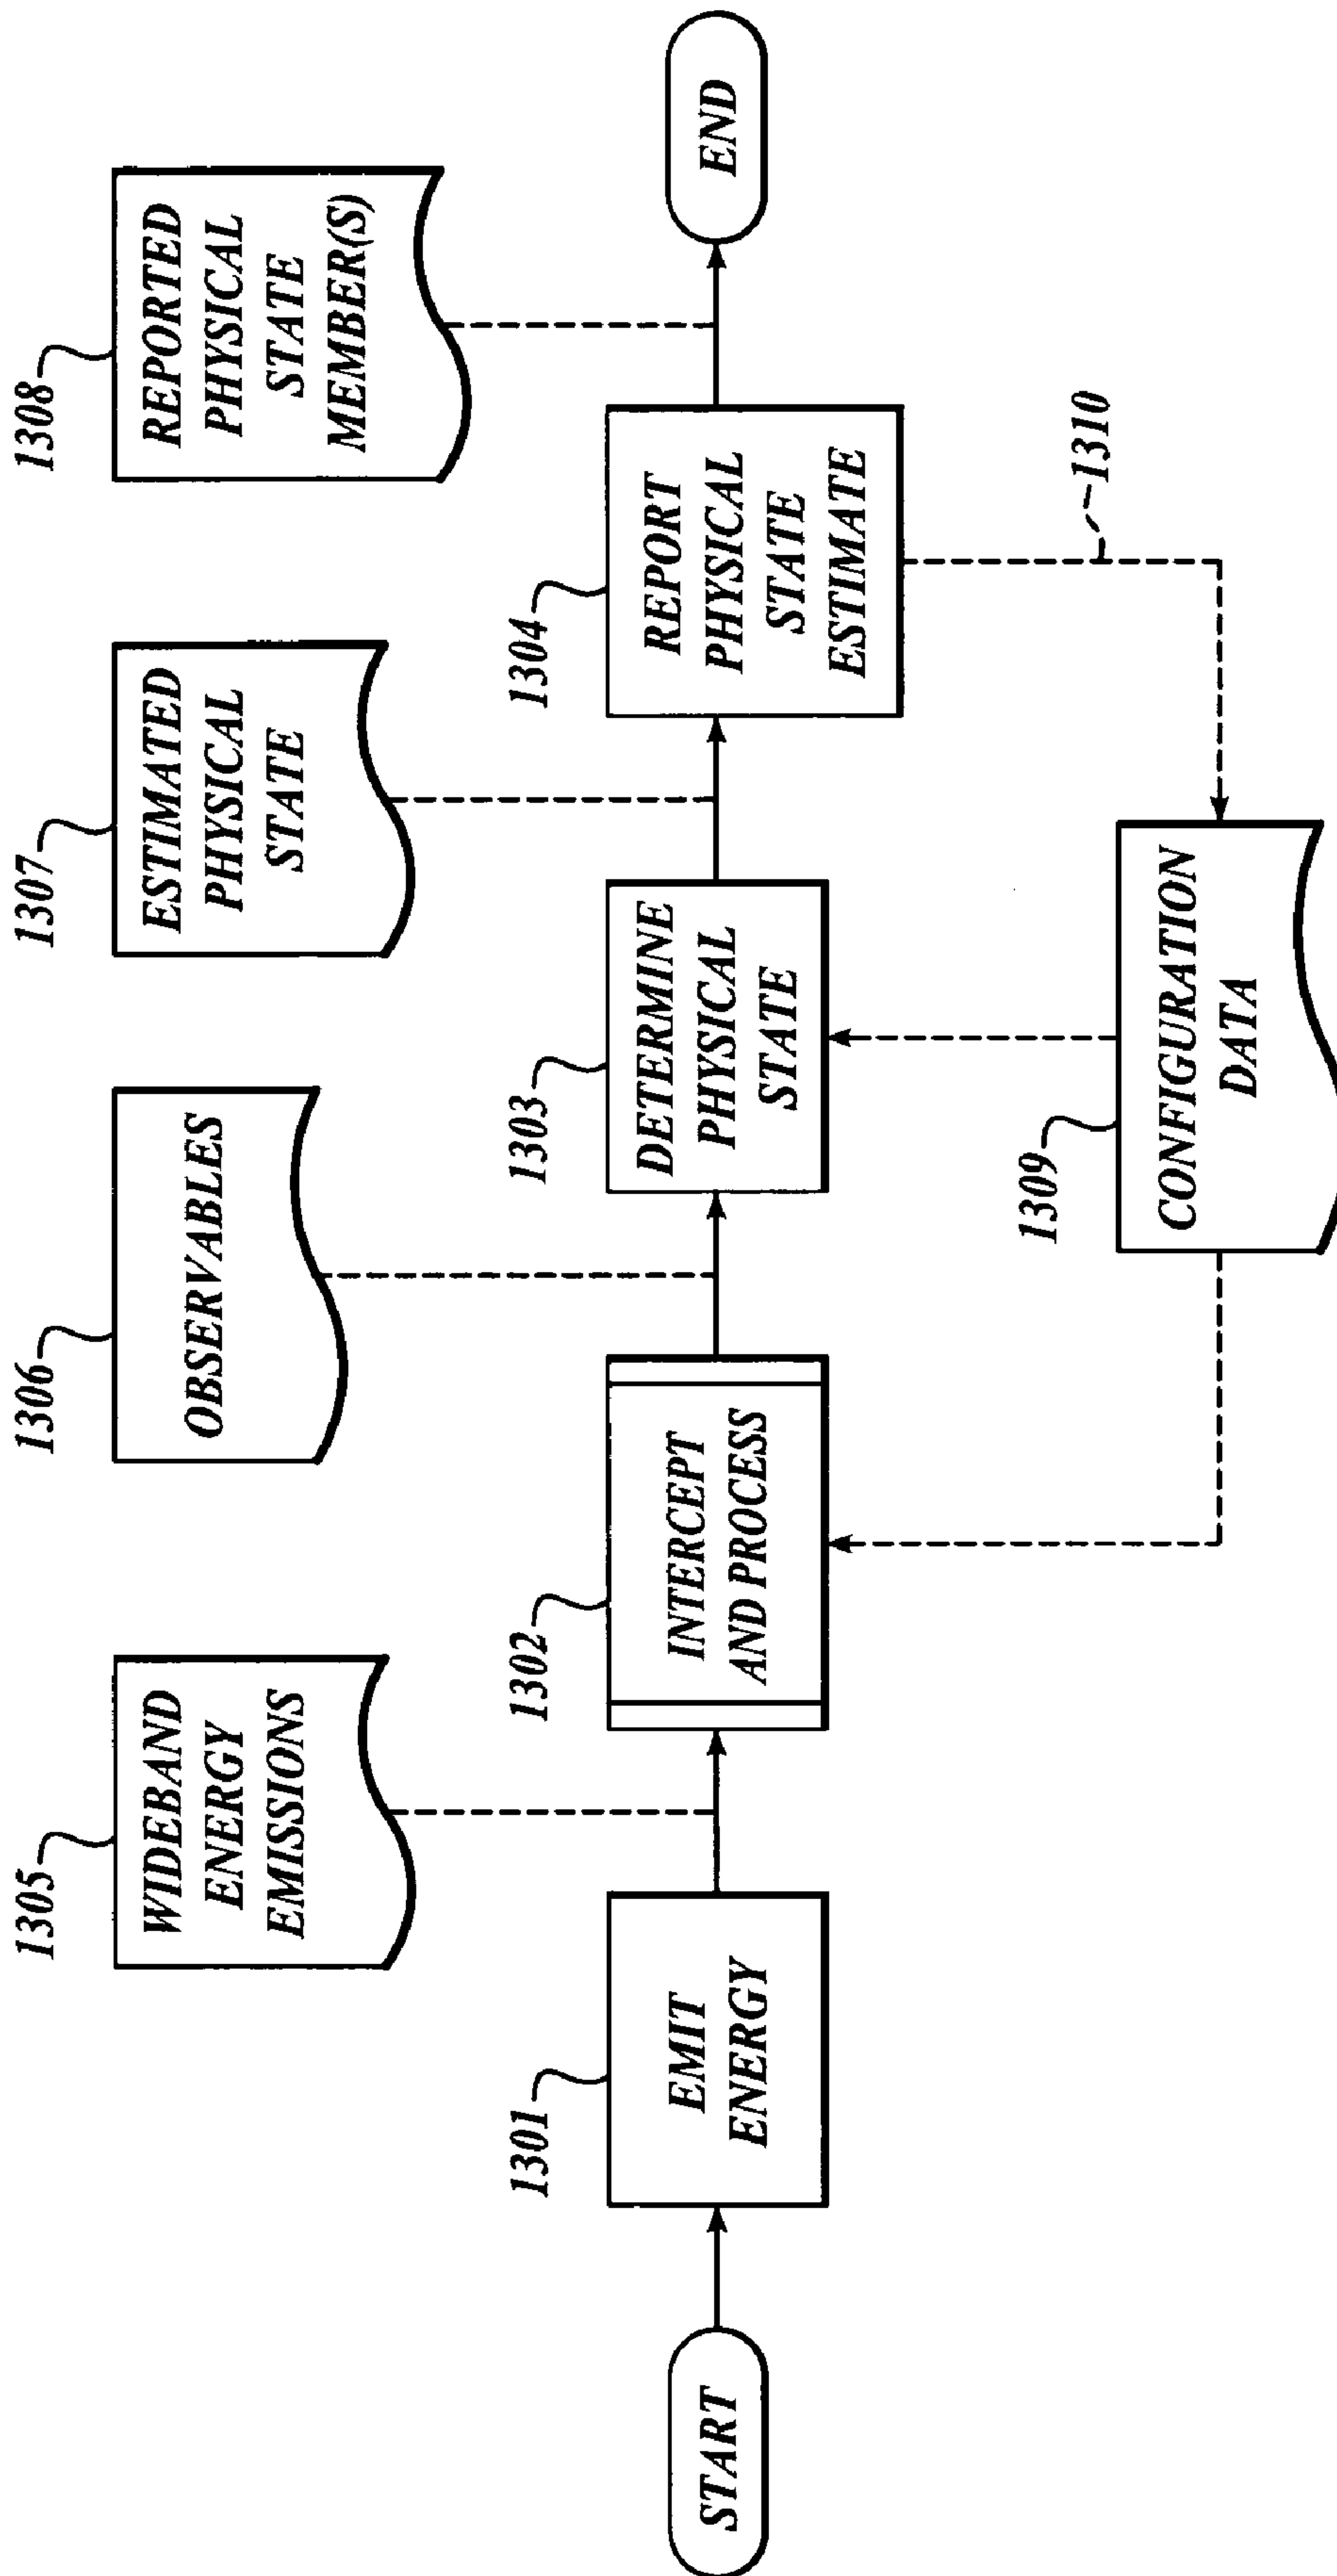 1305
WIDEBAND
ENERGY
EMISSIONS
1306
OBSERVABLES
1307
ESTIMATED
PHYSICAL
STATE
1308
REPORTED
PHYSICAL
STATE
MEMBER(S)
START
1301
EMIT
ENERGY
1302
INTERCEPT
AND PROCESS
1303
DETERMINE
PHYSICAL
STATE
1304
REPORT
PHYSICAL
STATE
ESTIMATE
END
1309
CONFIGURATION
DATA
1310